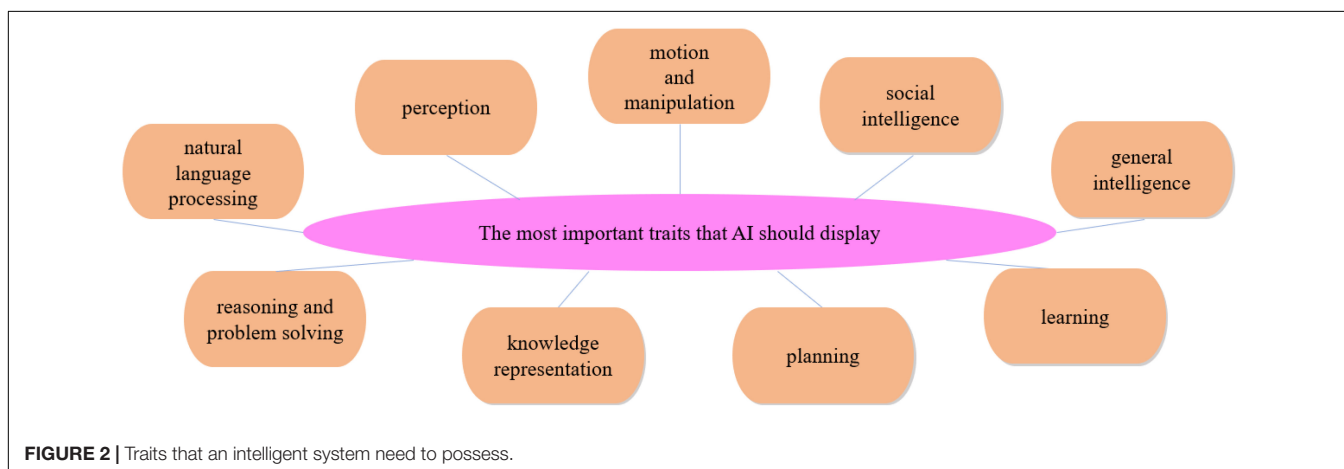 motion
and
manipulation
social
intelligence
perception
general
intelligence
natural
language
processing
The most important traits that AI should display
reasoning and
problem solving
learning
knowledge
representation
planning
FIGURE 2 | Traits that an intelligent system need to possess.